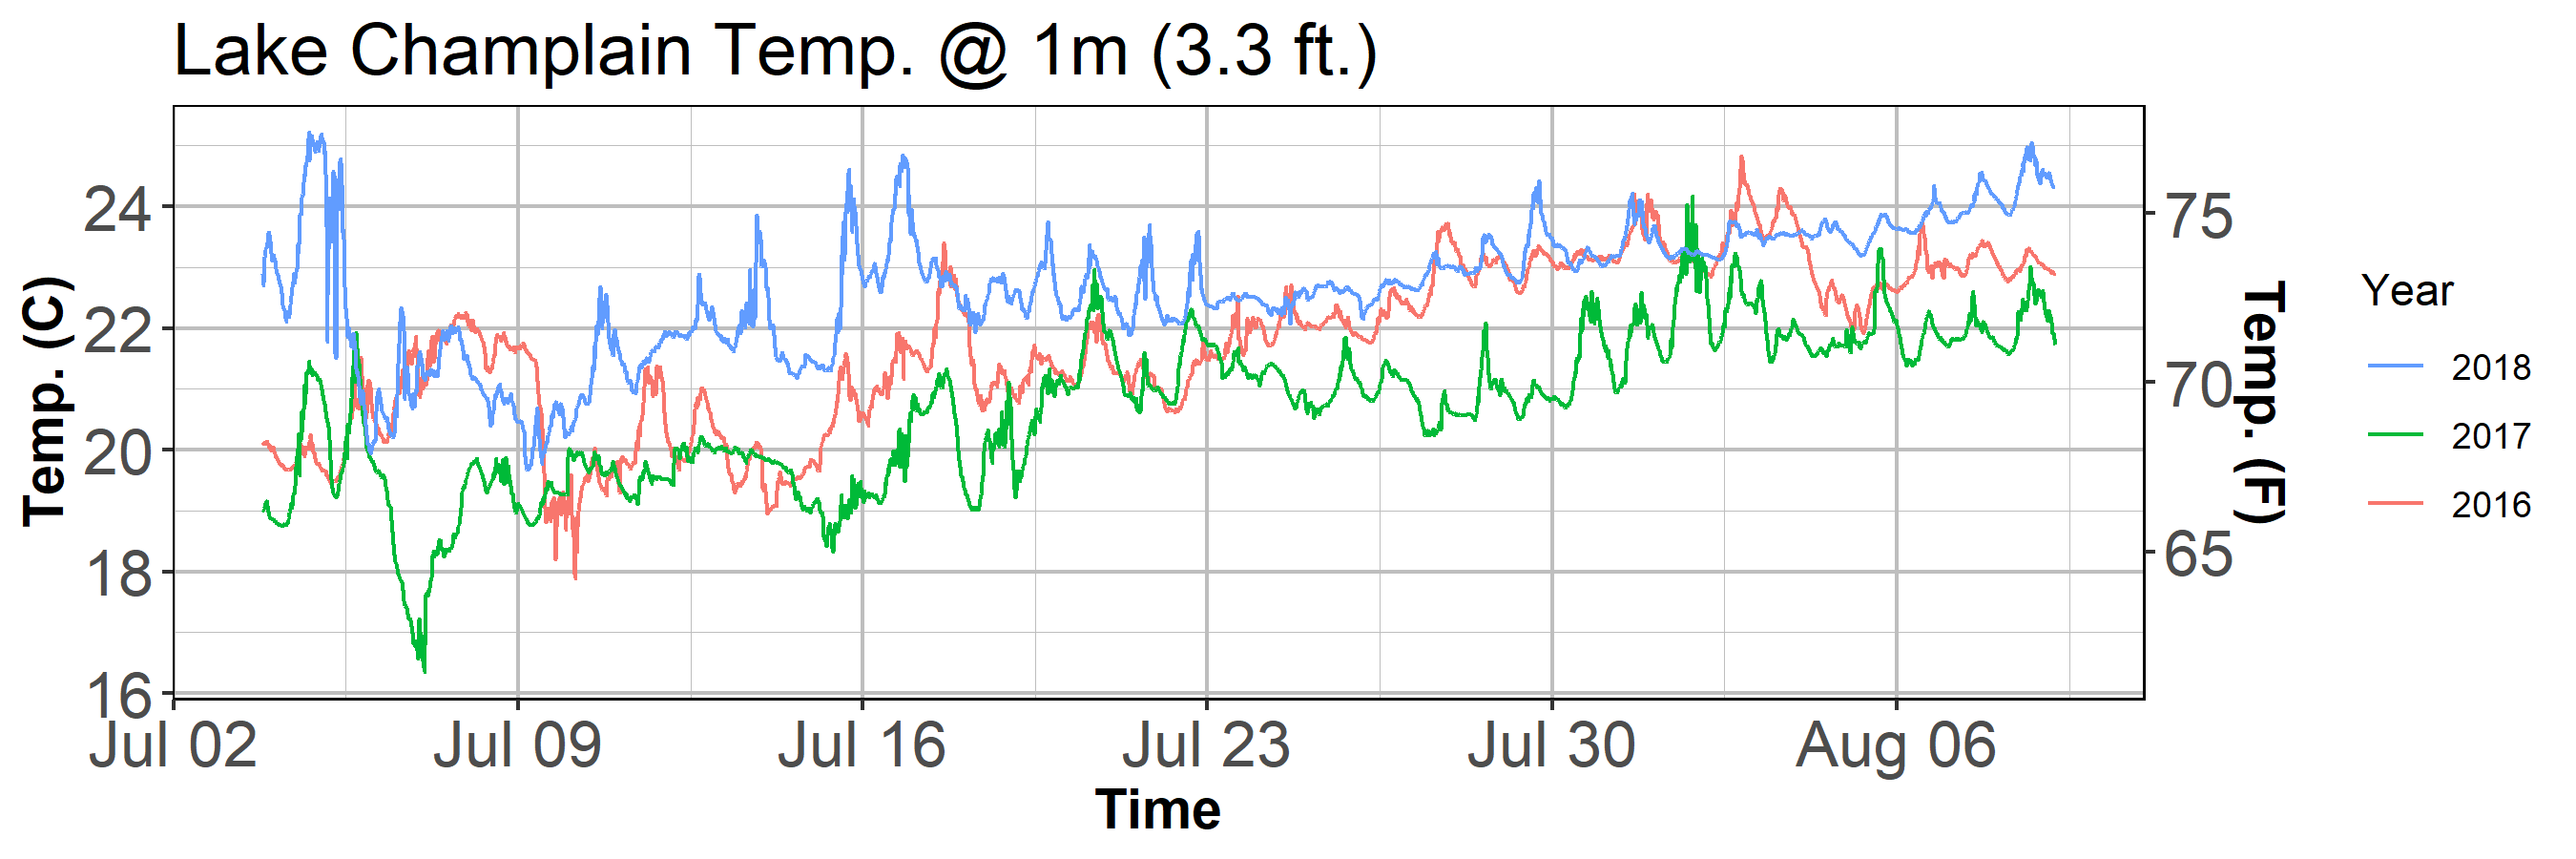 Lake Champlain Temp. @ 1m (3.3 ft.)
Temp. (C)
24
22
20
18
16
Jul 02
Jul 09
Jul 16
Jul 23
Jul 30
Aug 06
Time
75
70
65
Temp. (F)
Year
2018
2017
2016